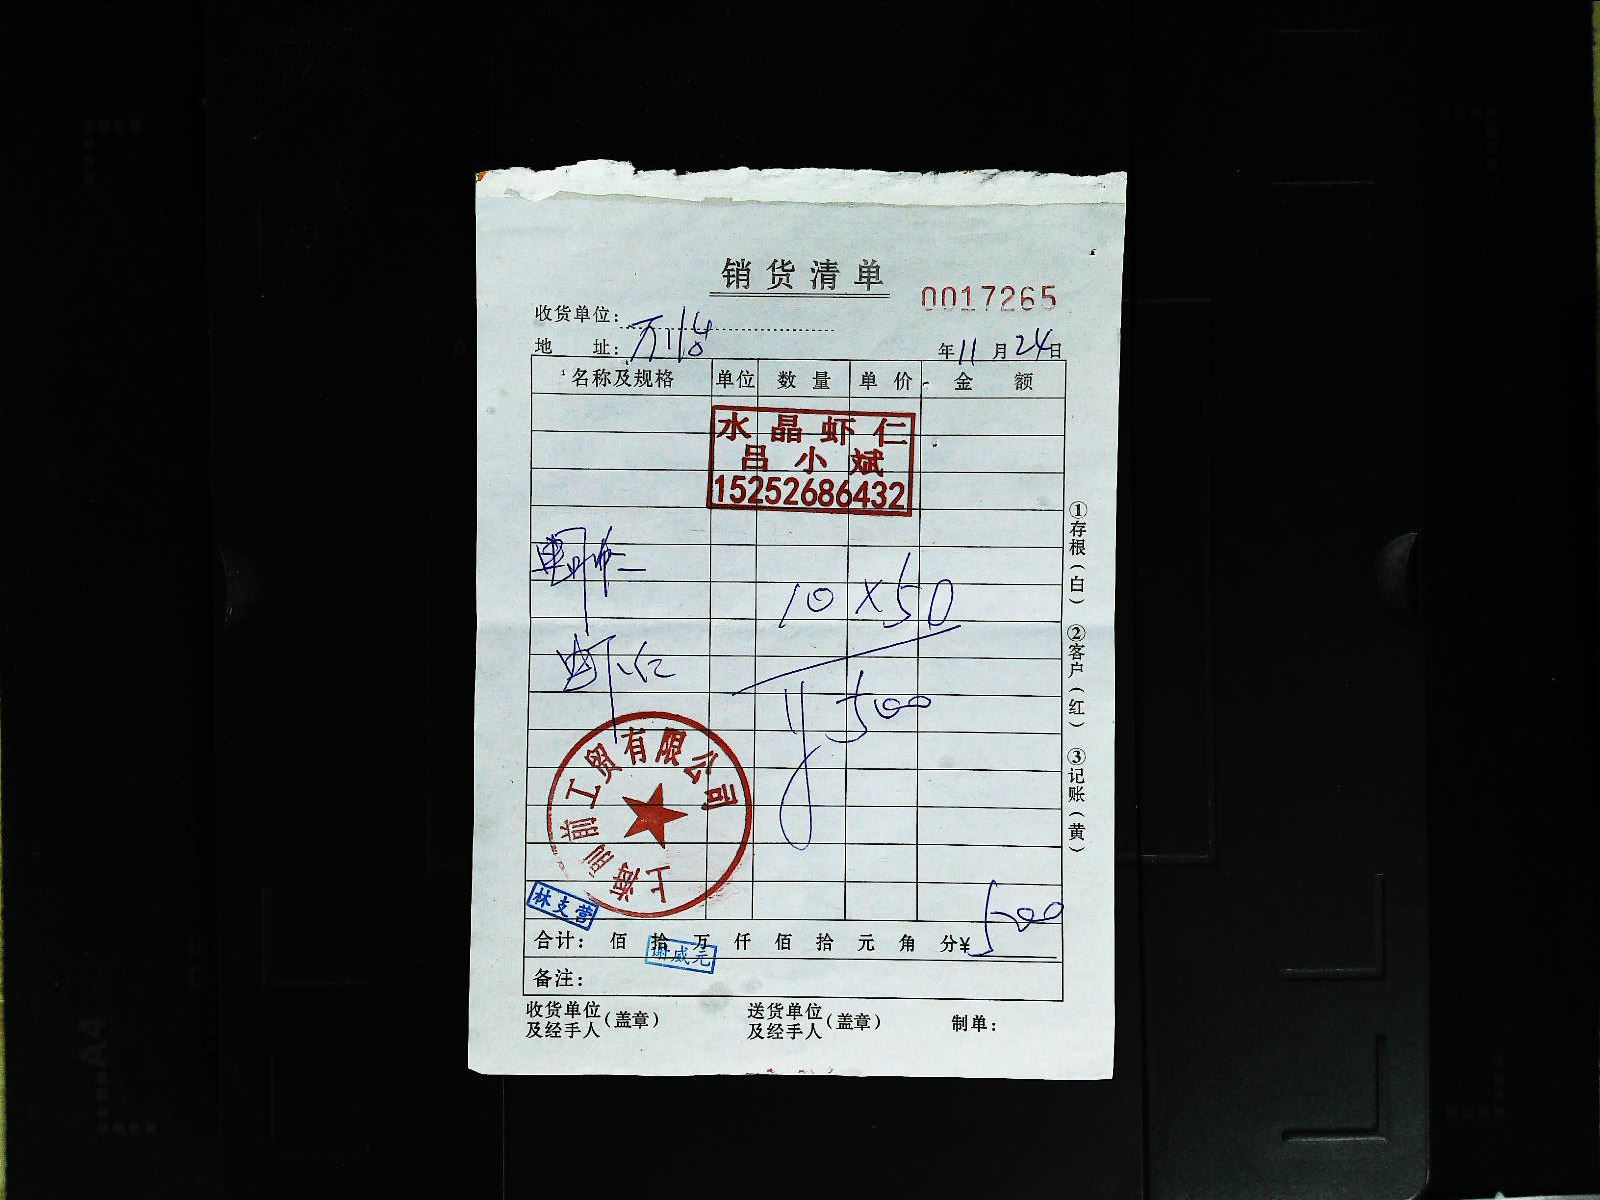 销货清单
0017265
收货单位：
地 址：
年11月24日
名称及规格 单位 数量 单价 金额
水晶虾仁
吕小斌
15252686432
10×50
虾仁
500
上海前前工贸有限公司
林支营
500
合计： 佰 拾 万 仟 佰 拾 元 角 分¥
谢威元
备注：
收货单位及经手人（盖章） 送货单位及经手人（盖章） 制单：
①存根（白） ②客户（红） ③记账（黄）